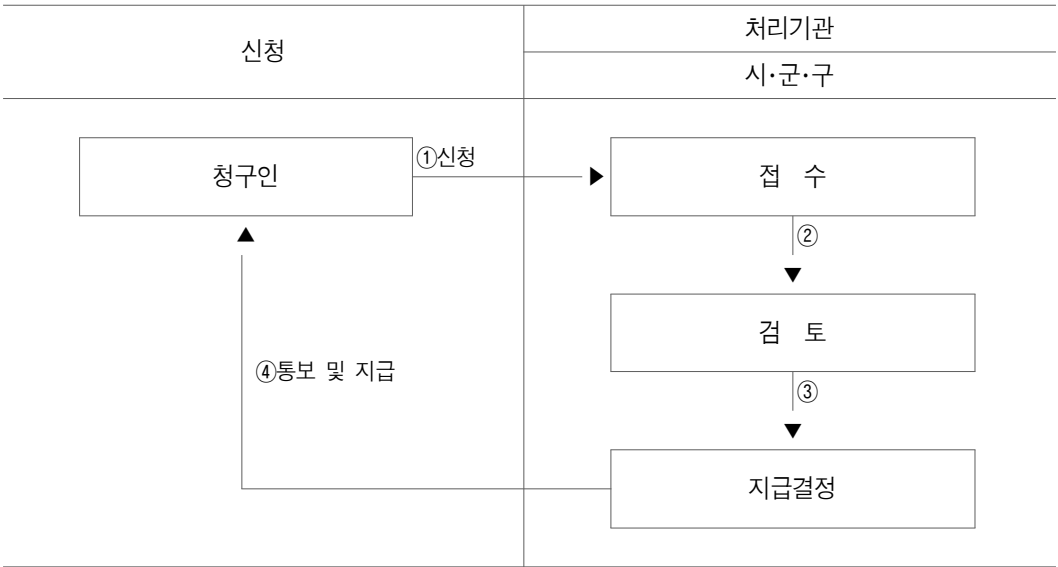 신청
처리기관
시·군·구
청구인
①신청
접 수
②
검 토
③
④통보 및 지급
지급결정